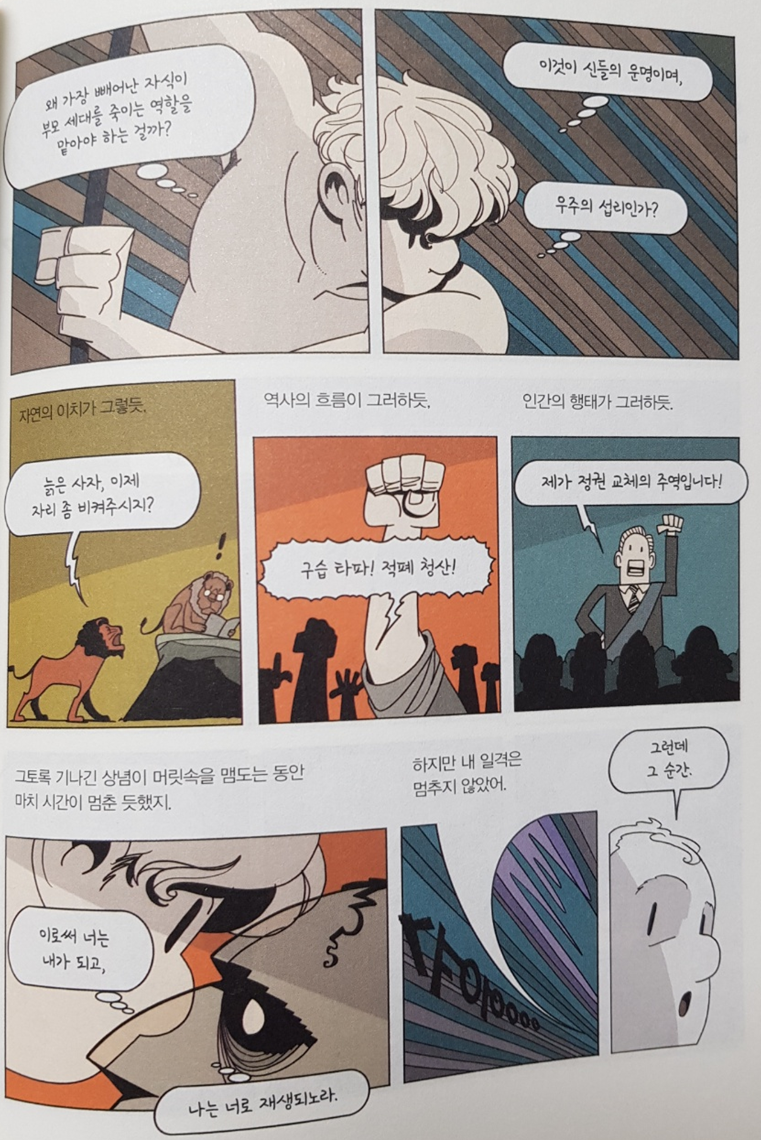 왜 가장 빼어난 자식이
부모 세대를 죽이는 역할을
맡아야 하는 걸까?
이것이 신들의 운명이며,
우주의 섭리인가?
자연의 이치가 그렇듯,
늙은 사자, 이제
자리 좀 비켜주시지?
!
역사의 흐름이 그러하듯,
구습 타파! 적폐 청산!
인간의 행태가 그러하듯.
제가 정권 교체의 주역입니다!
그토록 기나긴 상념이 머릿속을 맴도는 동안
마치 시간이 멈춘 듯했지.
이로써 너는
내가 되고,
나는 너로 재생되노라.
하지만 내 일격은
멈추지 않았어.
그런데
그 순간.